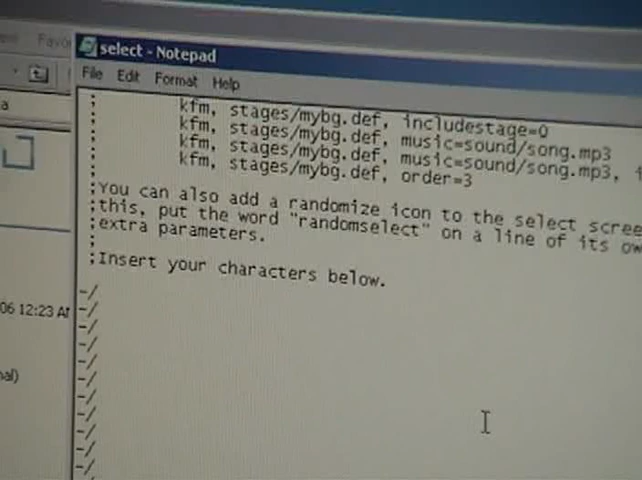 Favo
select - Notepad
File Edit Format Help
a
;
; kfm, stages/mybg.def, includestage=0
; kfm, stages/mybg.def, music=sound/song.mp3
; kfm, stages/mybg.def, music=sound/song.mp3, i
; kfm, stages/mybg.def, order=3
;
;You can also add a randomize icon to the select scree
;this, put the word "randomselect" on a line of its ow
;extra parameters.
;
;Insert your characters below.
-/
-/
06 12:23 AM
-/
-/
-/
nal)
-/
-/
-/
-/
-/
-/